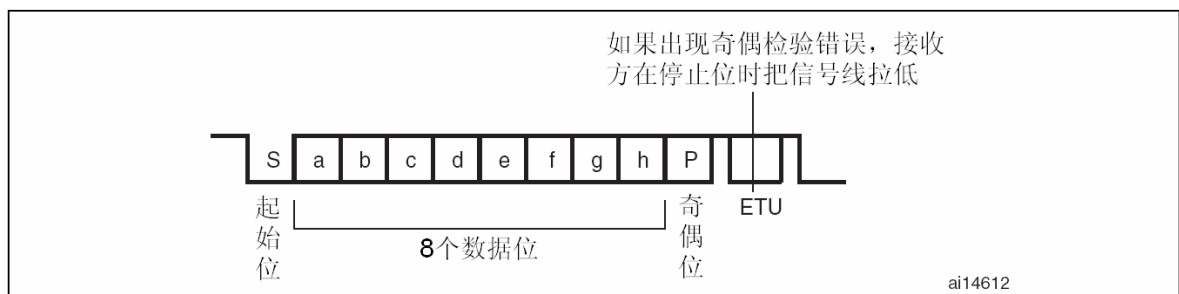 如果出现奇偶检验错误，接收
方在停止位时把信号线拉低
S a b c d e f g h P
ETU
起始位
8个数据位
奇偶位
ai14612